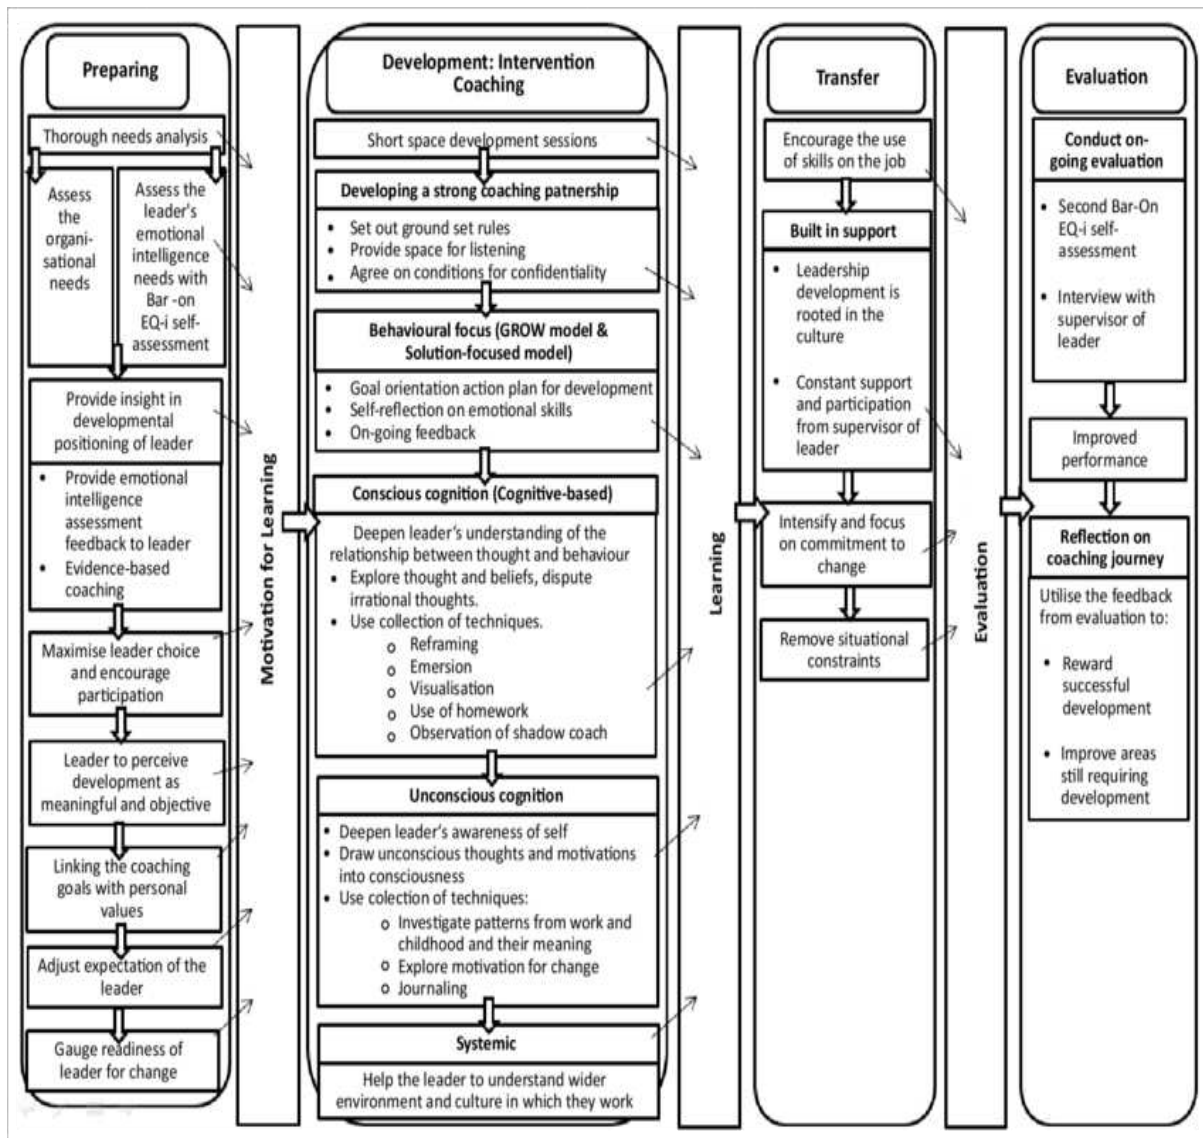 Preparing
Thorough needs analysis
Assess
the
organi-
sational
needs
Assess the
leader's
emotional
intelligence
needs with
Bar -on
EQ-i self-
assessment
Provide insight in
developmental
positioning of leader
• Provide emotional
intelligence
assessment
feedback to leader
• Evidence-based
coaching
Maximise leader choice
and encourage
participation
Leader to perceive
development as
meaningful and objective
Linking the coaching
goals with personal
values
Adjust expectation of the
leader
Gauge readiness of
leader for change
Motivation for Learning
Development: Intervention
Coaching
Short space development sessions
Developing a strong coaching patnership
• Set out ground set rules
• Provide space for listening
• Agree on conditions for confidentiality
Behavioural focus (GROW model &
Solution-focused model)
• Goal orientation action plan for development
• Self-reflection on emotional skills
• On-going feedback
Conscious cognition (Cognitive-based)
Deepen leader's understanding of the
relationship between thought and behaviour
• Explore thought and beliefs, dispute
irrational thoughts.
• Use collection of techniques.
o Reframing
o Emersion
o Visualisation
o Use of homework
o Observation of shadow coach
Unconscious cognition
• Deepen leader's awareness of self
• Draw unconscious thoughts and motivations
into consciousness
• Use colection of techniques:
o Investigate patterns from work and
childhood and their meaning
o Explore motivation for change
o Journaling
Systemic
Help the leader to understand wider
environment and culture in which they work
Learning
Transfer
Encourage the use
of skills on the job
Built in support
• Leadership
development is
rooted in the
culture
• Constant support
and participation
from supervisor of
leader
Intensify and focus
on commitment to
change
Remove situational
constraints
Evaluation
Evaluation
Conduct on-
going evaluation
• Second Bar-On
EQ-i self-
assessment
• Interview with
supervisor of
leader
Improved
performance
Reflection on
coaching journey
Utilise the feedback
from evaluation to:
• Reward
successful
development
• Improve areas
still requiring
development